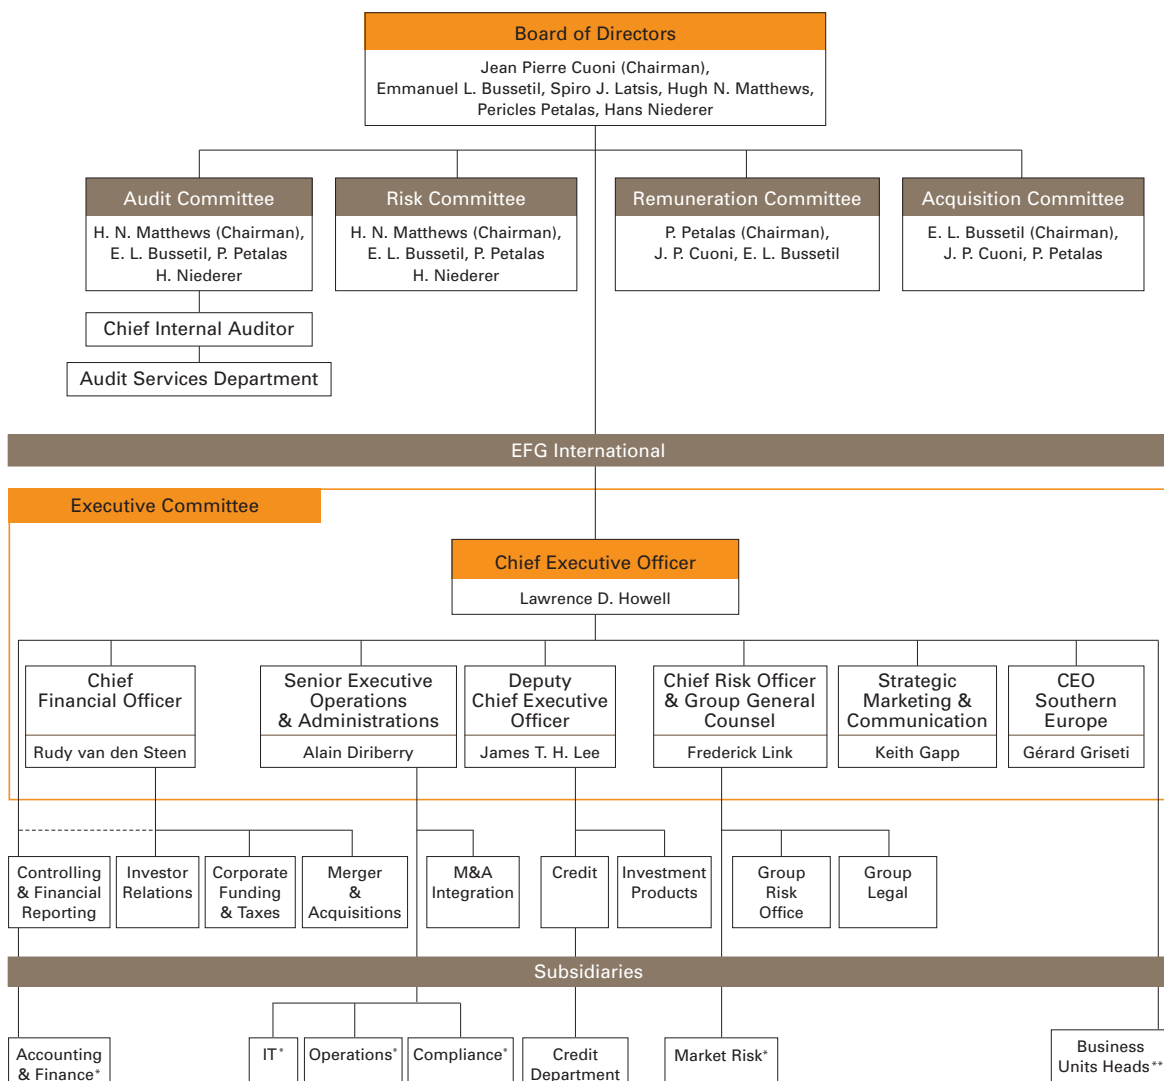 Board of Directors
Jean Pierre Cuoni (Chairman),
Emmanuel L. Bussetil, Spiro J. Latsis, Hugh N. Matthews,
Pericles Petalas, Hans Niederer
Audit Committee
H. N. Matthews (Chairman),
E. L. Bussetil, P. Petalas
H. Niederer
Risk Committee
H. N. Matthews (Chairman),
E. L. Bussetil, P. Petalas
H. Niederer
Remuneration Committee
P. Petalas (Chairman),
J. P. Cuoni, E. L. Bussetil
Acquisition Committee
E. L. Bussetil (Chairman),
J. P. Cuoni, P. Petalas
Chief Internal Auditor
Audit Services Department
EFG International
Executive Committee
Chief Executive Officer
Lawrence D. Howell
Chief
Financial Officer
Rudy van den Steen
Senior Executive
Operations
& Administrations
Alain Diriberry
Deputy
Chief Executive
Officer
James T. H. Lee
Chief Risk Officer
& Group General
Counsel
Frederick Link
Strategic
Marketing &
Communication
Keith Gapp
CEO
Southern
Europe
Gérard Griseti
Controlling
& Financial
Reporting
Investor
Relations
Corporate
Funding
& Taxes
Merger
&
Acquisitions
M&A
Integration
Credit
Investment
Products
Group
Risk
Office
Group
Legal
Subsidiaries
Accounting
& Finance*
IT*
Operations*
Compliance*
Credit
Department
Market Risk*
Business
Units Heads**